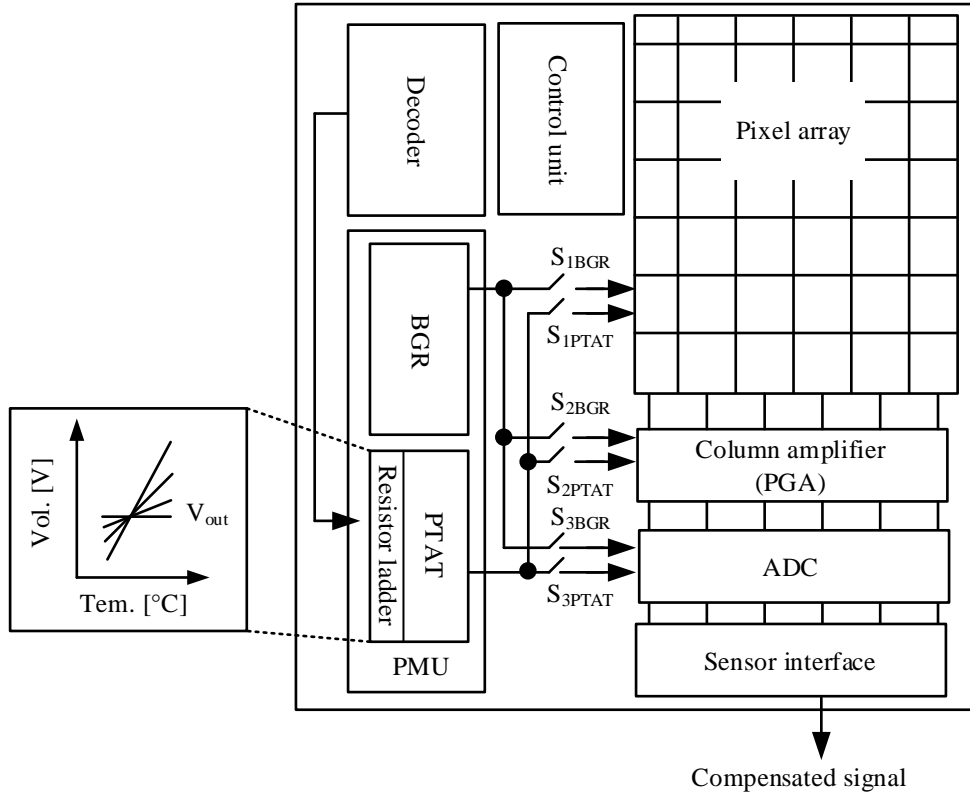 Decoder
Control unit
Pixel array
BGR
S1BGR
S1PTAT
S2BGR
S2PTAT
S3BGR
S3PTAT
Column amplifier
(PGA)
Resistor ladder
PTAT
ADC
PMU
Sensor interface
Vol. [V]
Vout
Tem. [°C]
Compensated signal